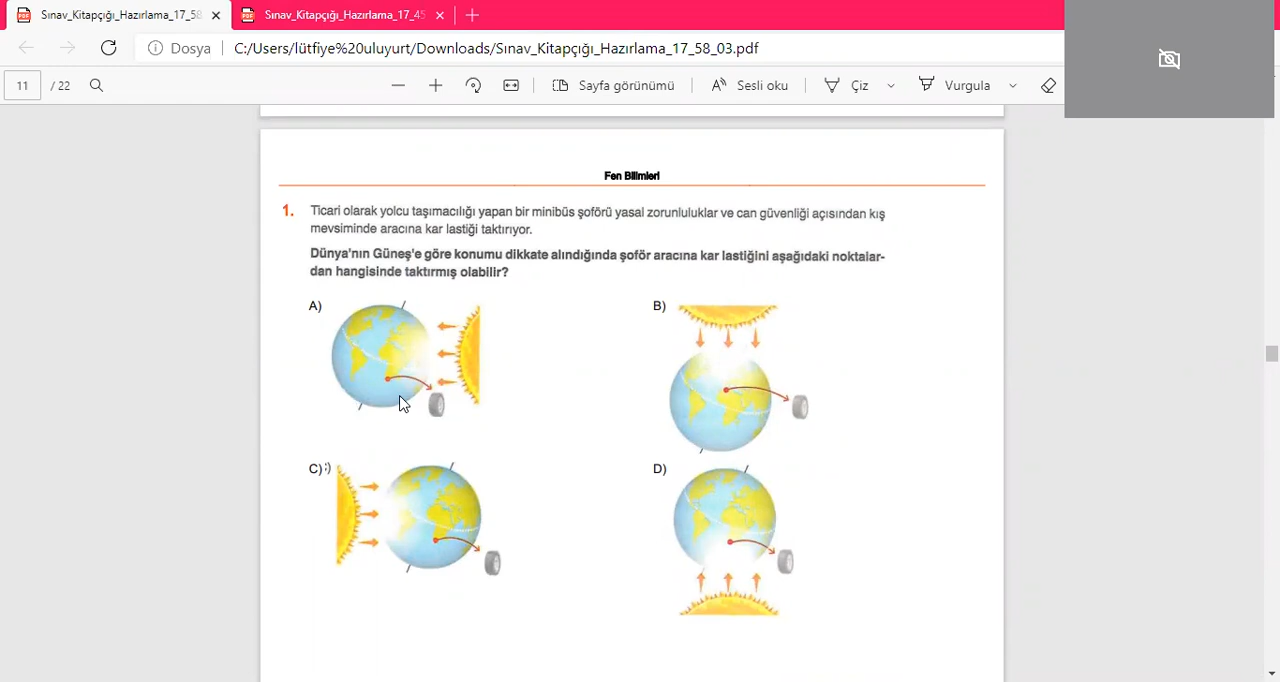 Sınav_Kitapçığı_Hazırlama_17_58
Sınav_Kitapçığı_Hazırlama_17_45
Dosya
C:/Users/lütfiye%20uluyurt/Downloads/Sınav_Kitapçığı_Hazırlama_17_58_03.pdf
11 / 22
Sayfa görünümü
Sesli oku
Çiz
Vurgula
Fen Bilimleri
1. Ticari olarak yolcu taşımacılığı yapan bir minibüs şoförü yasal zorunluluklar ve can güvenliği açısından kış
mevsiminde aracına kar lastiği taktırıyor.
Dünya'nın Güneş'e göre konumu dikkate alındığında şoför aracına kar lastiğini aşağıdaki noktalar-
dan hangisinde taktırmış olabilir?
A)
B)
C)
D)